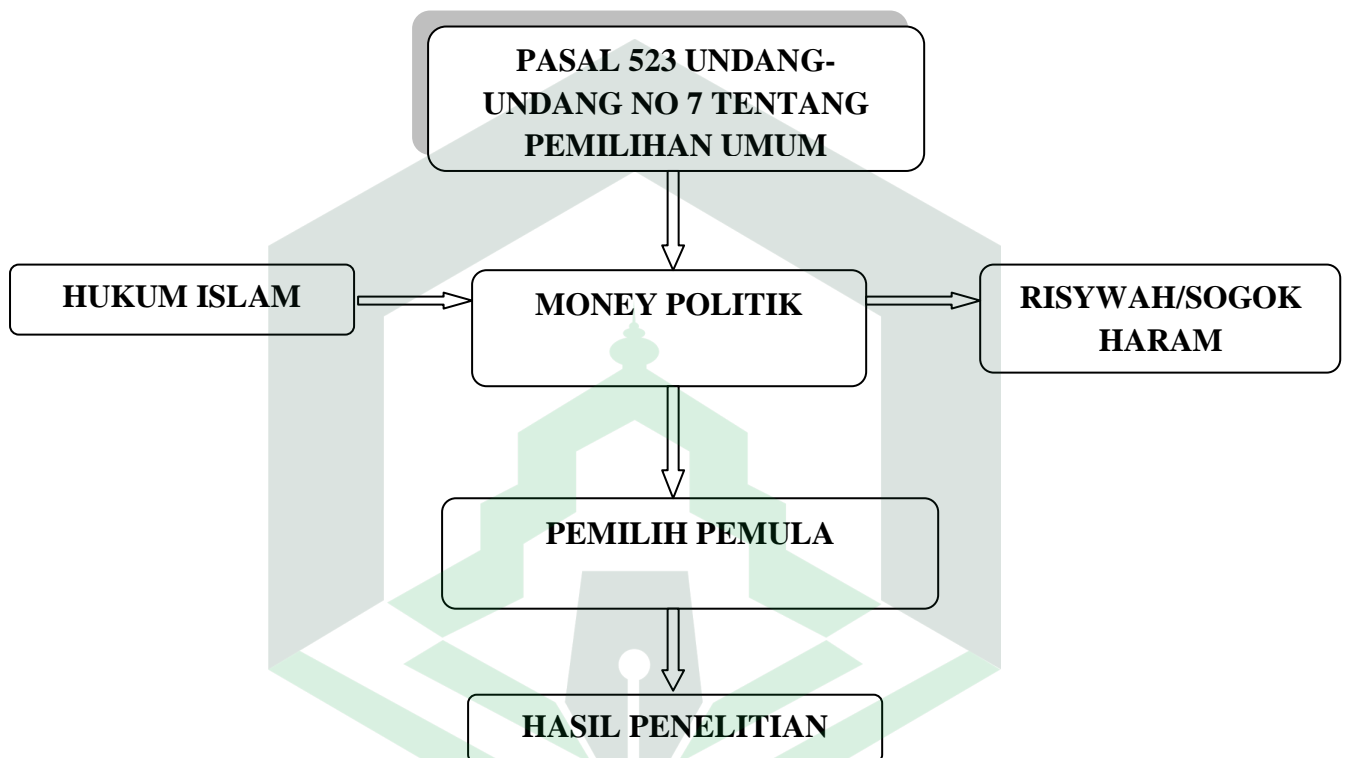 PASAL 523 UNDANG-
UNDANG NO 7 TENTANG
PEMILIHAN UMUM
HUKUM ISLAM
MONEY POLITIK
RISYWAH/SOGOK
HARAM
PEMILIH PEMULA
HASIL PENELITIAN